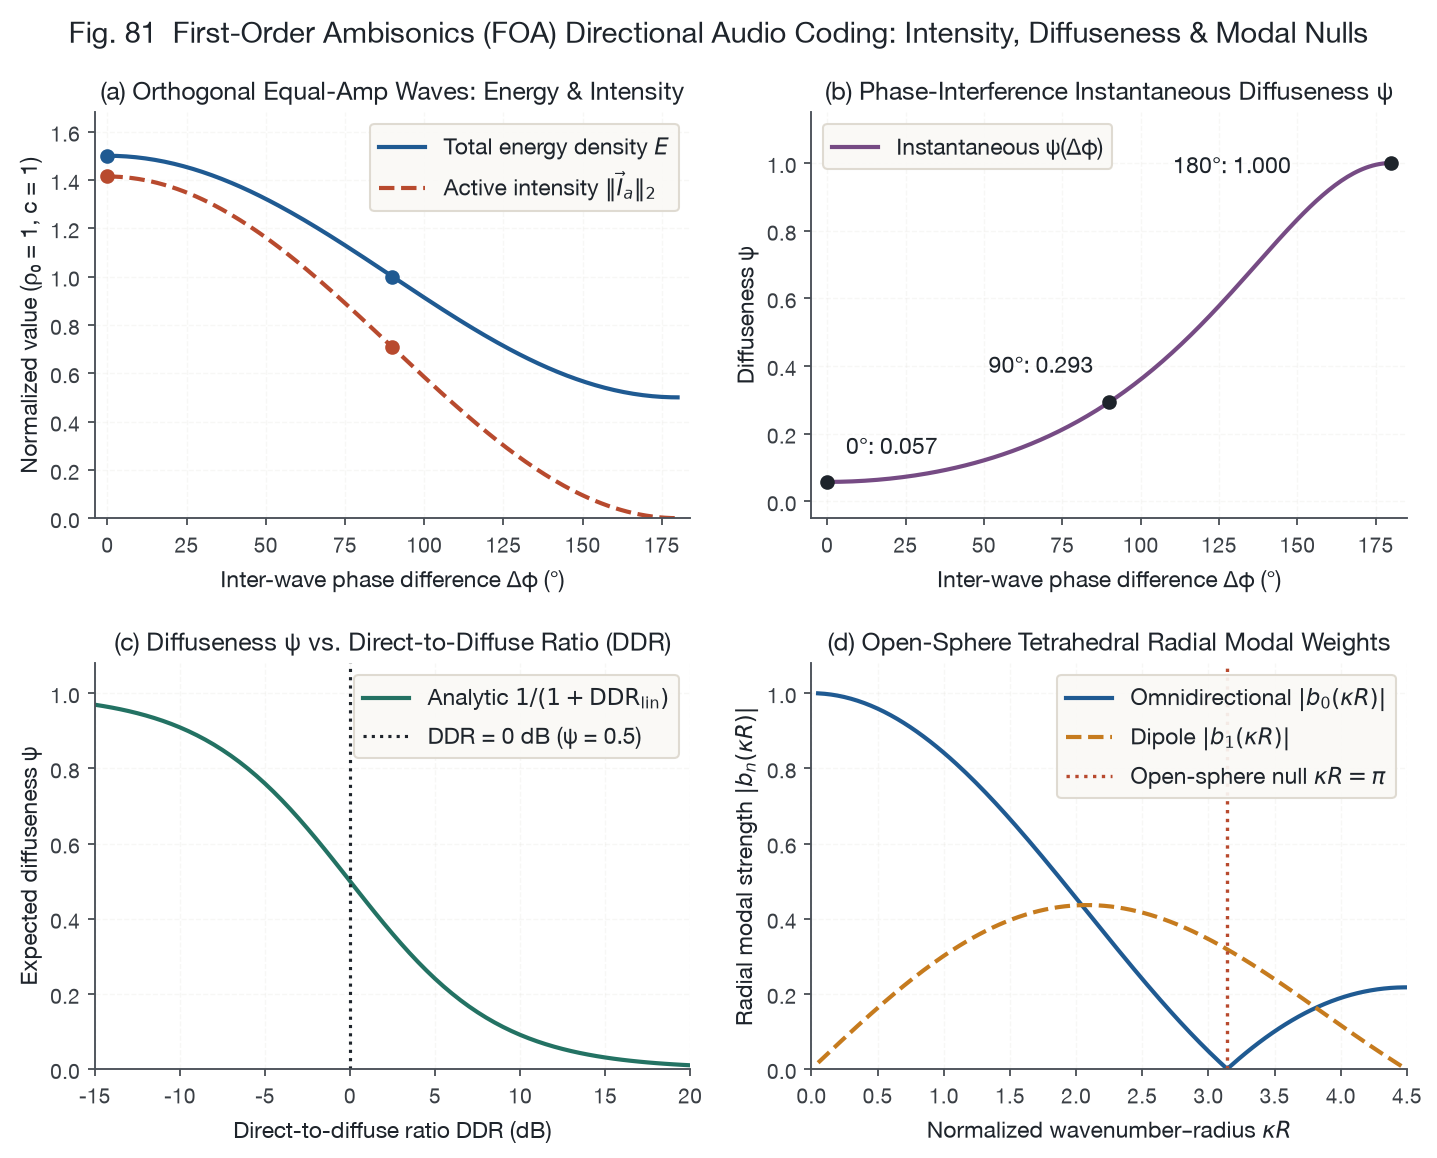 Fig. 81  First-Order Ambisonics (FOA) Directional Audio Coding: Intensity, Diffuseness & Modal Nulls
(a) Orthogonal Equal-Amp Waves: Energy & Intensity
Normalized value (ρ₀ = 1, c = 1)
1.6
1.4
1.2
1.0
0.8
0.6
0.4
0.2
0.0
Total energy density E
Active intensity ‖I⃗ₐ‖₂
0 25 50 75 100 125 150 175
Inter-wave phase difference Δϕ (°)
(b) Phase-Interference Instantaneous Diffuseness ψ
Diffuseness ψ
1.0
0.8
0.6
0.4
0.2
0.0
Instantaneous ψ(Δϕ)
180°: 1.000
90°: 0.293
0°: 0.057
0 25 50 75 100 125 150 175
Inter-wave phase difference Δϕ (°)
(c) Diffuseness ψ vs. Direct-to-Diffuse Ratio (DDR)
Expected diffuseness ψ
1.0
0.8
0.6
0.4
0.2
0.0
Analytic 1/(1 + DDR_lin)
DDR = 0 dB (ψ = 0.5)
-15 -10 -5 0 5 10 15 20
Direct-to-diffuse ratio DDR (dB)
(d) Open-Sphere Tetrahedral Radial Modal Weights
Radial modal strength |bₙ(κR)|
1.0
0.8
0.6
0.4
0.2
0.0
Omnidirectional |b₀(κR)|
Dipole |b₁(κR)|
Open-sphere null κR = π
0.0 0.5 1.0 1.5 2.0 2.5 3.0 3.5 4.0 4.5
Normalized wavenumber–radius κR